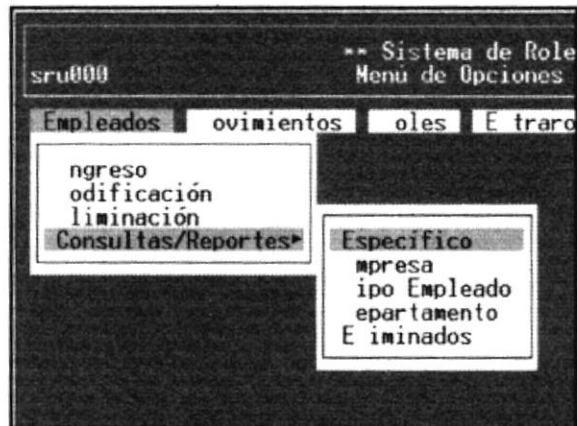 ** Sistema de Role
sru000 Menú de Opciones
Empleados ovimientos oles E traro
ngreso
odificación
liminación
Consultas/Reportes►
Específico
mpresa
ipo Empleado
epartamento
E iminados